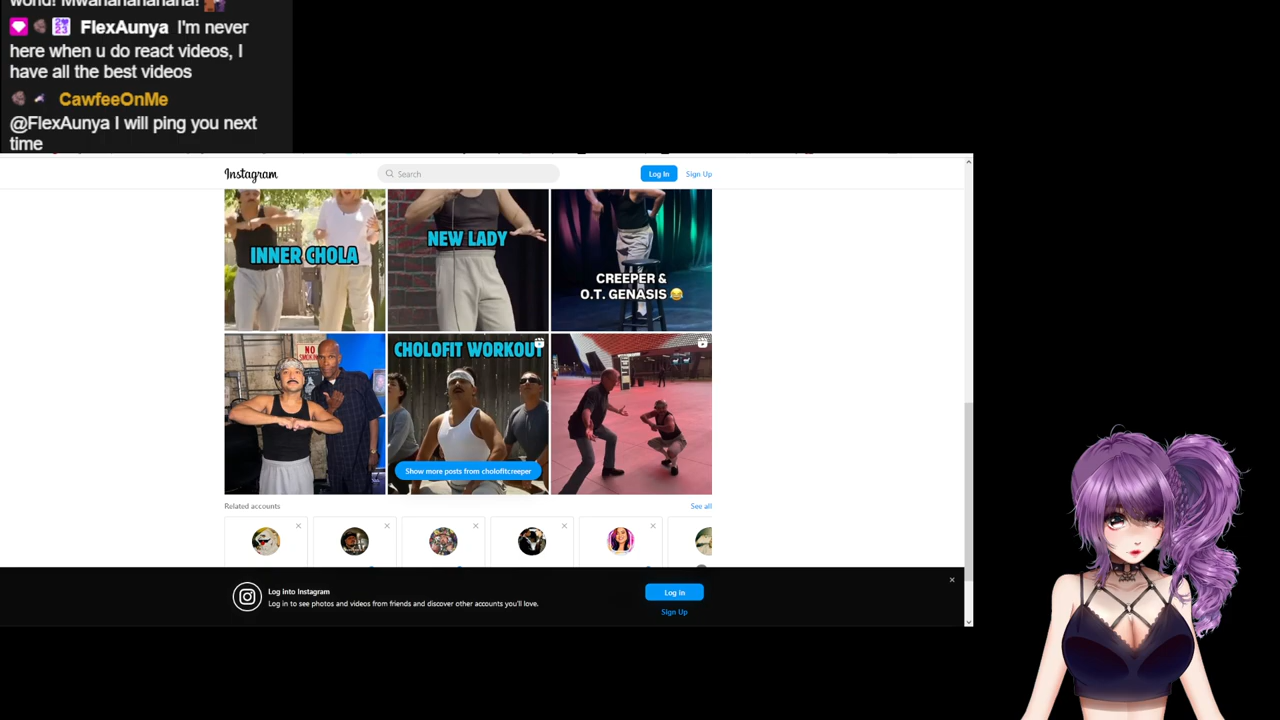 world! Mwahahahahaha!
FlexAunya I'm never
here when u do react videos, I
have all the best videos
CawfeeOnMe
@FlexAunya I will ping you next
time
Instagram
Search
Log In
Sign Up
INNER CHOLA
NEW LADY
CREEPER &
O.T. GENASIS 😂
NO
CHOLOFIT WORKOUT
Show more posts from cholofitcreeper
Related accounts
See all
Log into Instagram
Log in to see photos and videos from friends and discover other accounts you'll love.
Log in
Sign Up